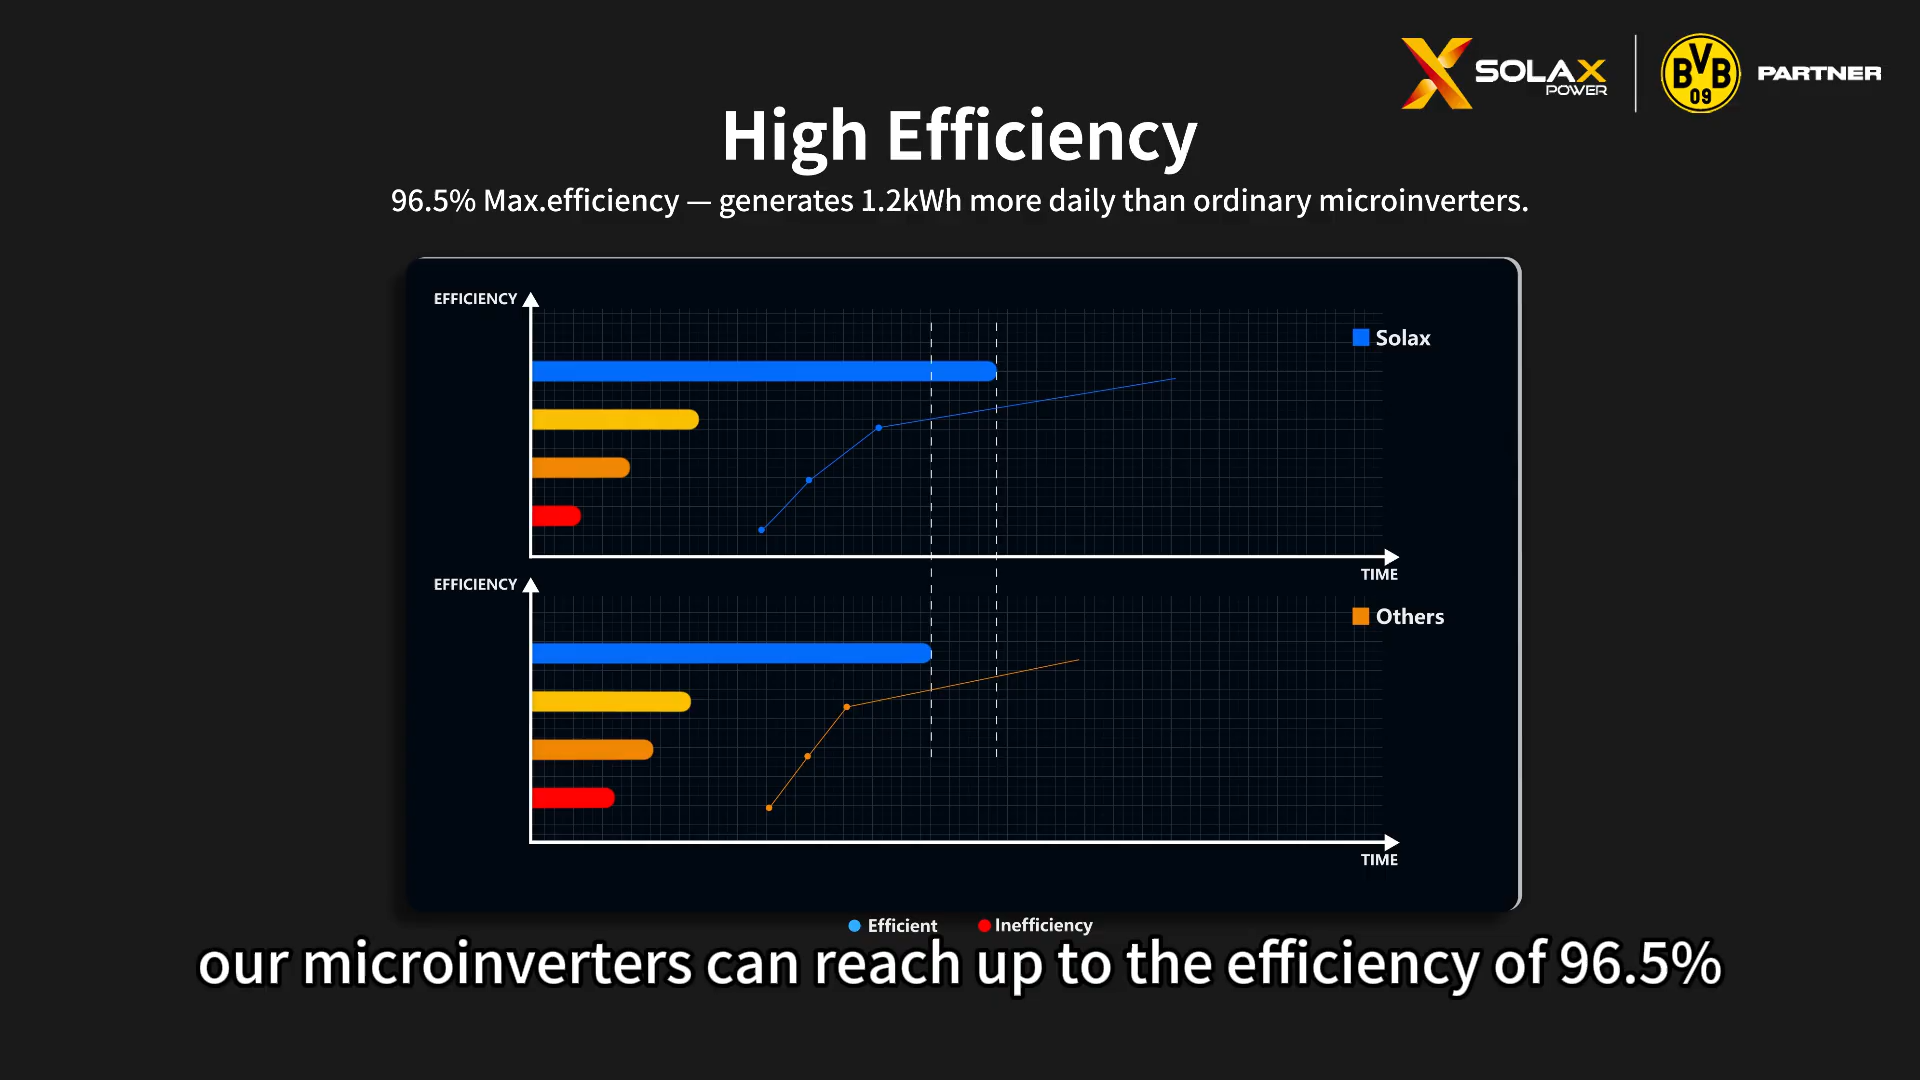 SOLAX
POWER
BVB
09
PARTNER
High Efficiency
96.5% Max.efficiency — generates 1.2kWh more daily than ordinary microinverters.
EFFICIENCY
Solax
TIME
EFFICIENCY
Others
TIME
Efficient
Inefficiency
our microinverters can reach up to the efficiency of 96.5%